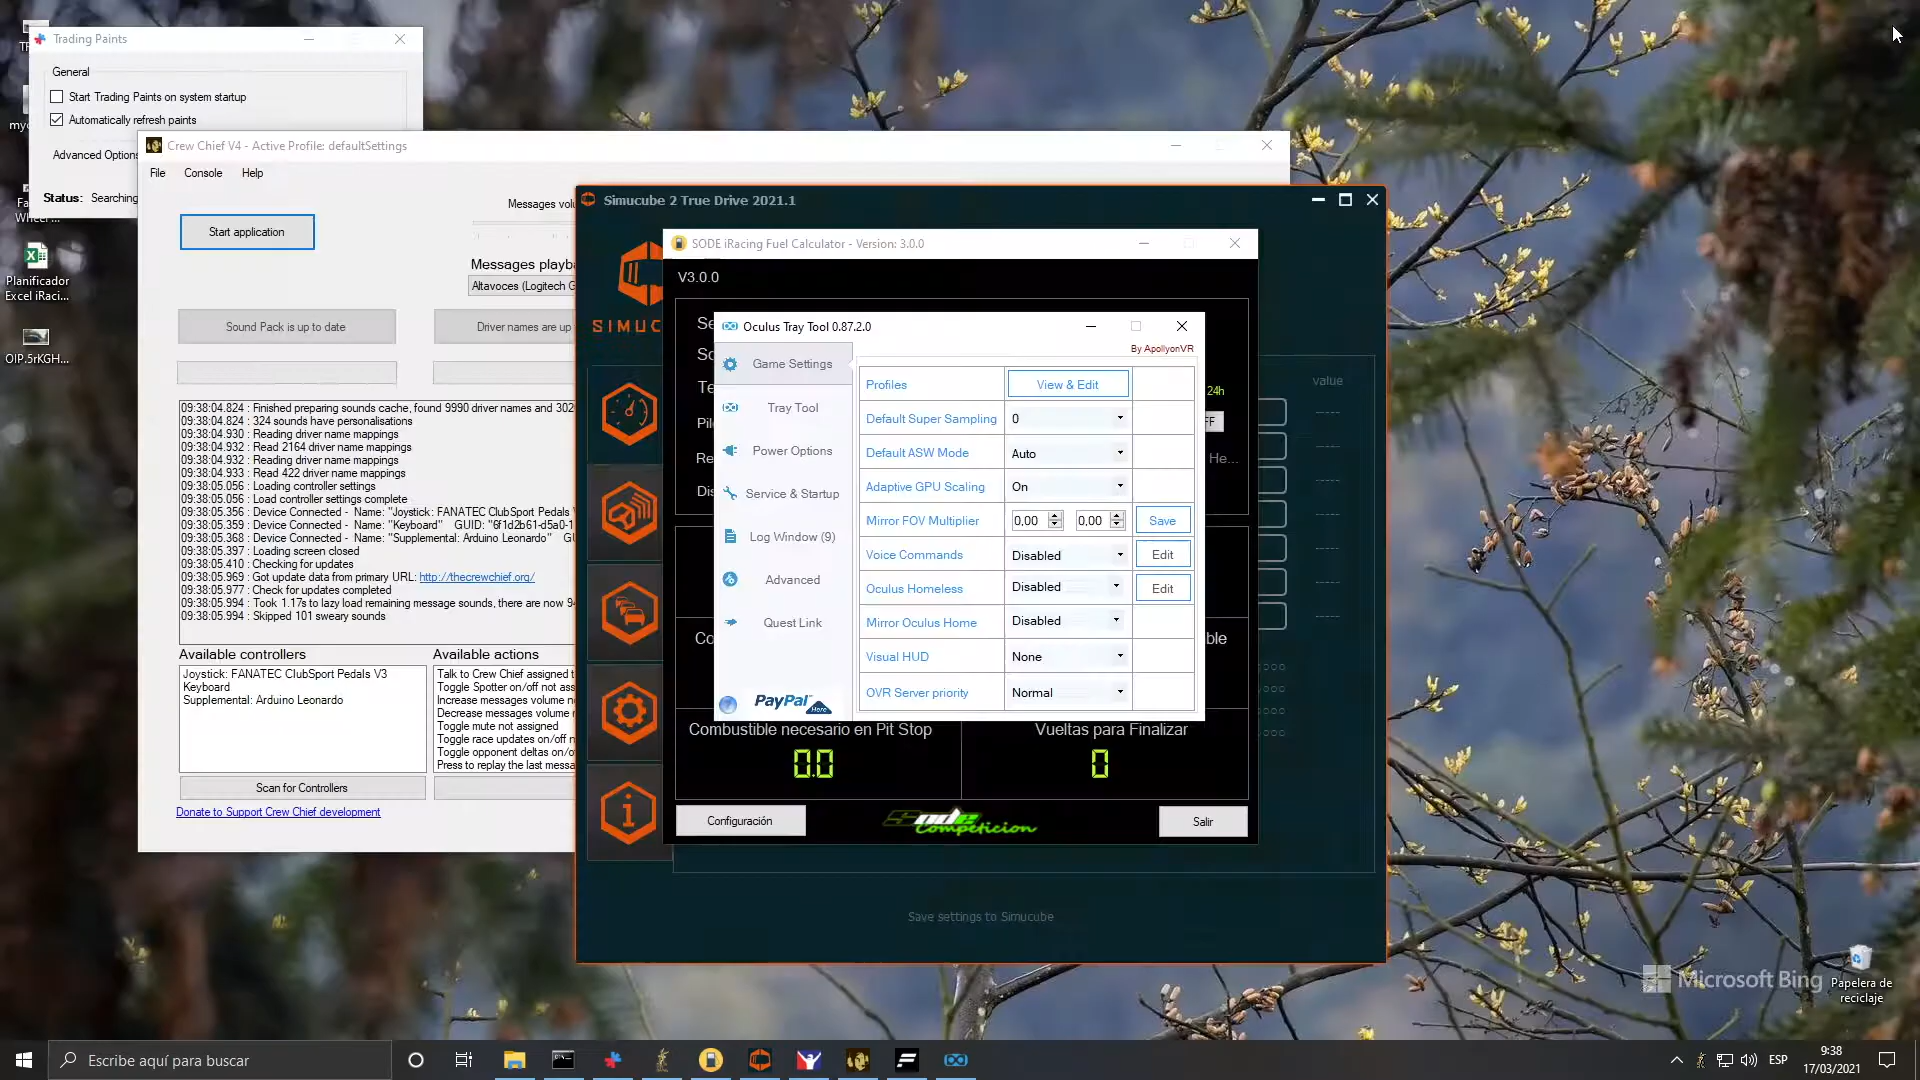 Trading Paints
General
Start Trading Paints on system startup
Automatically refresh paints
Advanced Options
Status: Searching
Planificador
Excel iRaci...
OIP.5rKGH...
Crew Chief V4 - Active Profile: defaultSettings
File Console Help
Start application
Messages playba
Altavoces (Logitech G
Sound Pack is up to date
Driver names are up
09:38:04.824 : Finished preparing sounds cache, found 9990 driver names and 302
09:38:04.824 : 324 sounds have personalisations
09:38:04.930 : Reading driver name mappings
09:38:04.932 : Read 2164 driver name mappings
09:38:04.932 : Reading driver name mappings
09:38:04.933 : Read 422 driver name mappings
09:38:05.056 : Loading controller settings
09:38:05.056 : Load controller settings complete
09:38:05.356 : Device Connected - Name: "Joystick: FANATEC ClubSport Pedals
09:38:05.359 : Device Connected - Name: "Keyboard" GUID: "6f1d2b61-d5a0-1
09:38:05.368 : Device Connected - Name: "Supplemental: Arduino Leonardo"
09:38:05.397 : Loading screen closed
09:38:05.410 : Checking for updates
09:38:05.969 : Got update data from primary URL: http://thecrewchief.org/
09:38:05.977 : Check for updates completed
09:38:05.994 : Took 1.17s to lazy load remaining message sounds, there are now
09:38:05.994 : Skipped 101 sweary sounds
Available controllers
Joystick: FANATEC ClubSport Pedals V3
Keyboard
Supplemental: Arduino Leonardo
Scan for Controllers
Donate to Support Crew Chief development
Available actions
Talk to Crew Chief assigned t
Toggle Spotter on/off not ass
Increase messages volume
Decrease messages volume
Toggle mute not assigned
Toggle race updates on/off
Toggle opponent deltas on/o
Press to replay the last messa
Simucube 2 True Drive 2021.1
SIMUC
value
Save settings to Simucube
SODE iRacing Fuel Calculator - Version: 3.0.0
V3.0.0
24h
He...
Combustible necesario en Pit Stop
0.0
Vueltas para Finalizar
0
Configuración
Sode Competicion
Salir
Oculus Tray Tool 0.87.2.0
By ApollyonVR
Game Settings
Tray Tool
Power Options
Service & Startup
Log Window (9)
Advanced
Quest Link
PayPal Here
Profiles View & Edit
Default Super Sampling 0
Default ASW Mode Auto
Adaptive GPU Scaling On
Mirror FOV Multiplier 0,00 0,00 Save
Voice Commands Disabled Edit
Oculus Homeless Disabled Edit
Mirror Oculus Home Disabled
Visual HUD None
OVR Server priority Normal
Microsoft Bing
Papelera de
reciclaje
Escribe aquí para buscar
ESP
9:38
17/03/2021